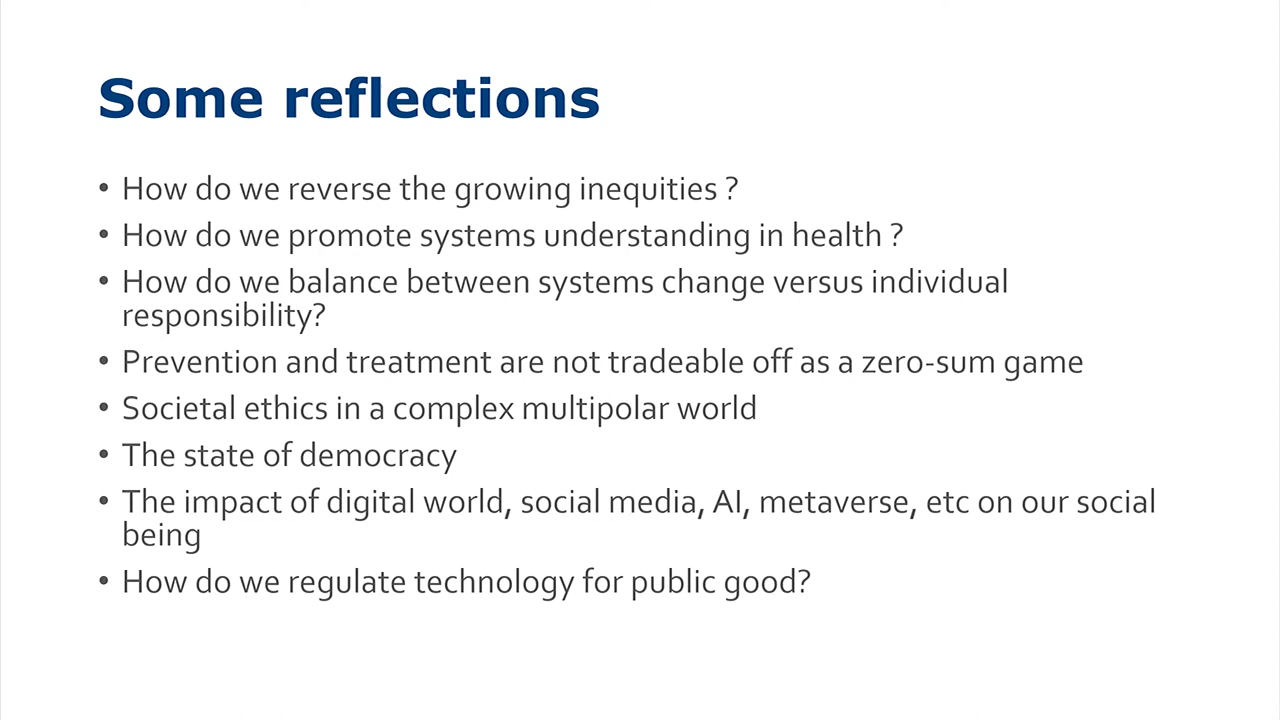 Some reflections
• How do we reverse the growing inequities ?
• How do we promote systems understanding in health ?
• How do we balance between systems change versus individual
responsibility?
• Prevention and treatment are not tradeable off as a zero-sum game
• Societal ethics in a complex multipolar world
• The state of democracy
• The impact of digital world, social media, AI, metaverse, etc on our social
being
• How do we regulate technology for public good?